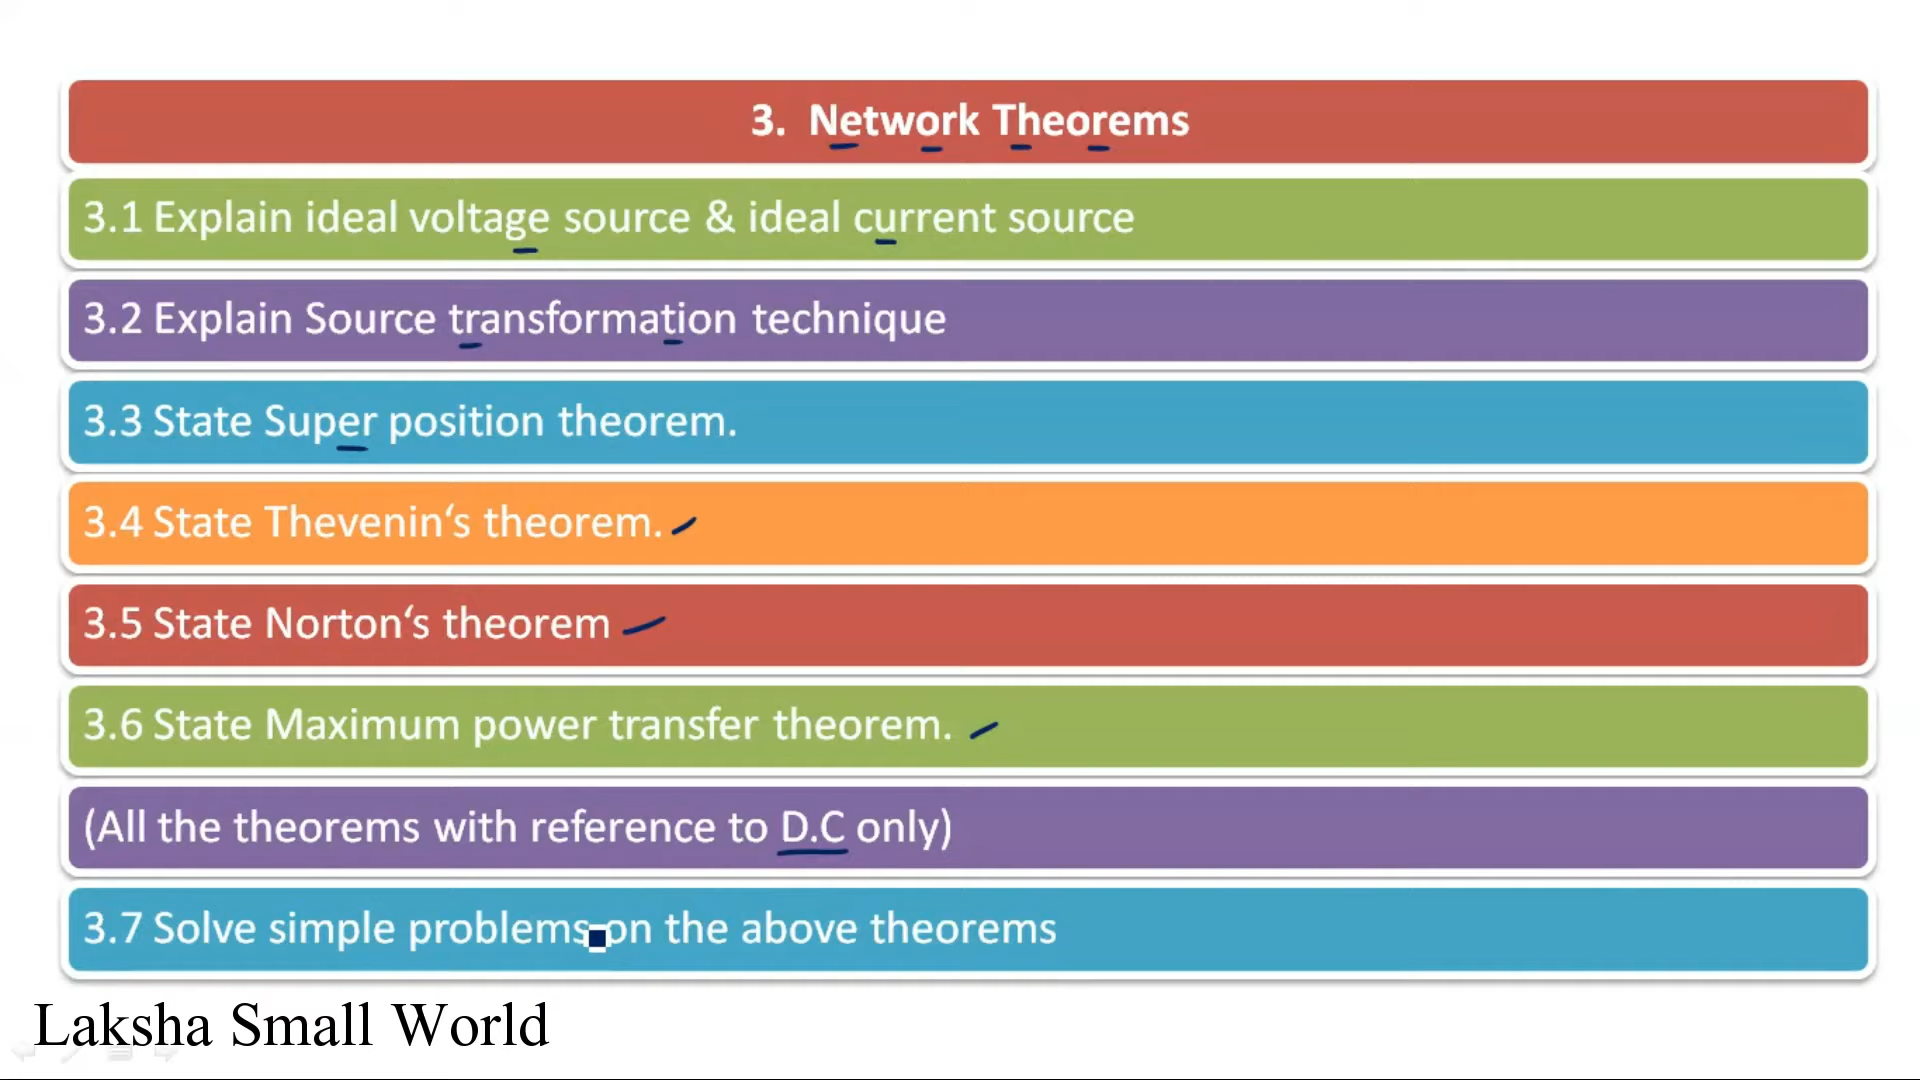 3. Network Theorems
3.1 Explain ideal voltage source & ideal current source
3.2 Explain Source transformation technique
3.3 State Super position theorem.
3.4 State Thevenin‘s theorem.
3.5 State Norton‘s theorem
3.6 State Maximum power transfer theorem.
(All the theorems with reference to D.C only)
3.7 Solve simple problems on the above theorems
Laksha Small World